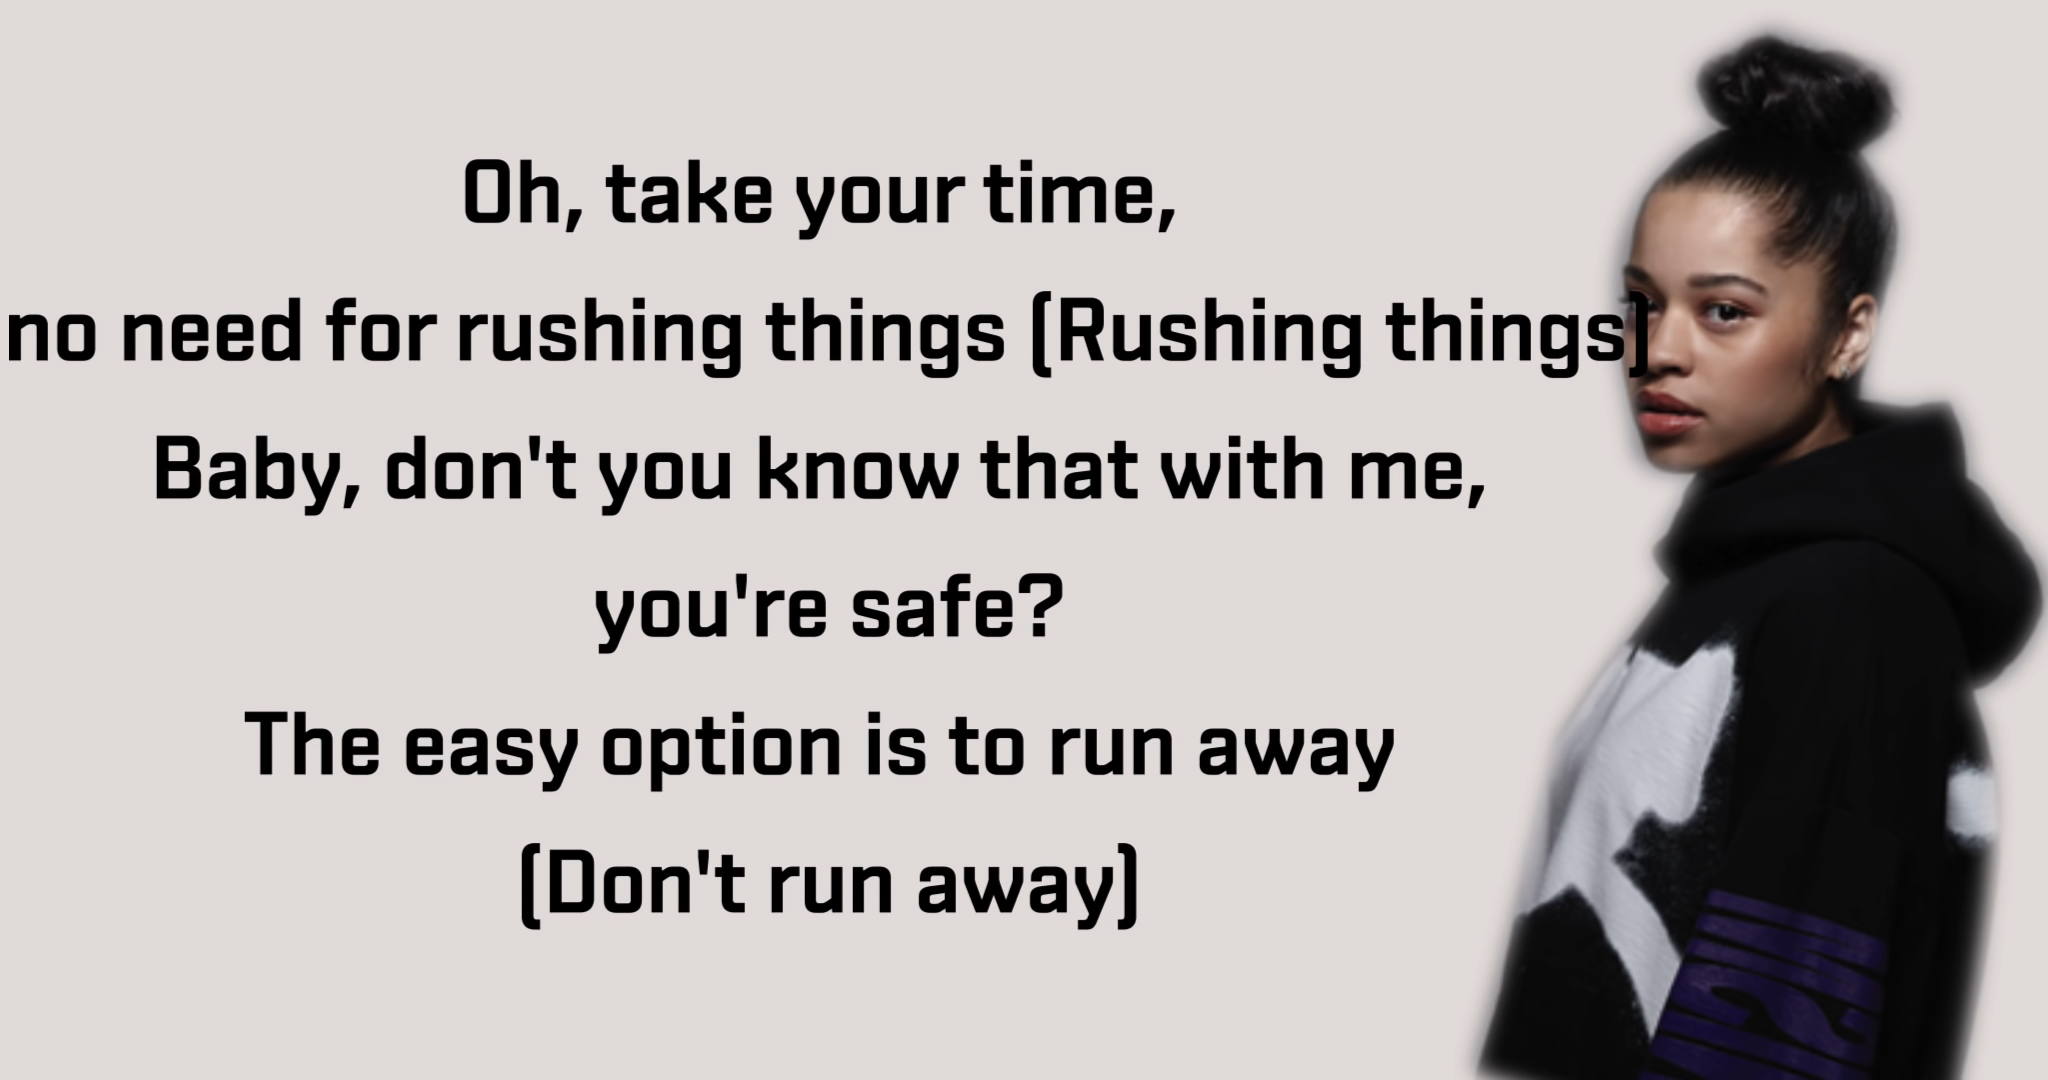 Oh, take your time,
no need for rushing things (Rushing things)
Baby, don't you know that with me,
you're safe?
The easy option is to run away
(Don't run away)